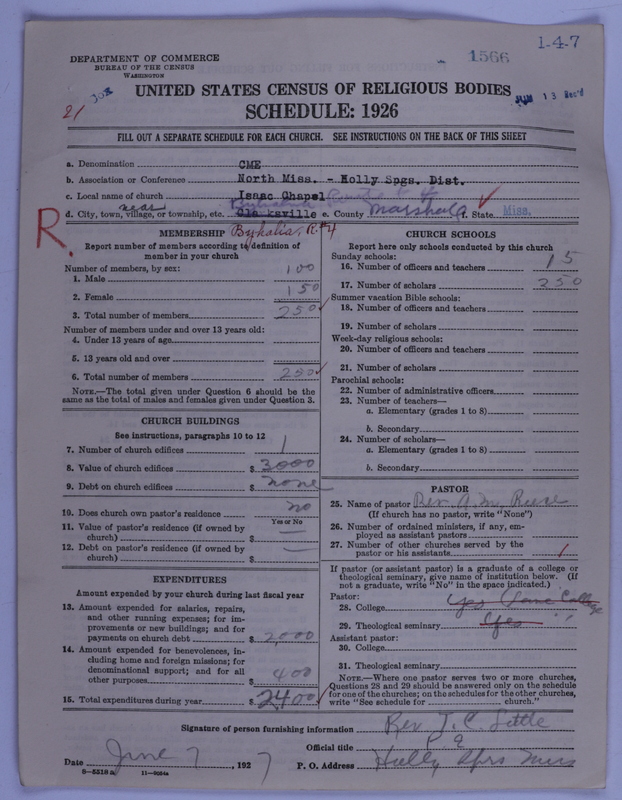 1-4-7
1566
DEPARTMENT OF COMMERCE
BUREAU OF THE CENSUS
WASHINGTON
JUN 13 Rec'd
21
UNITED STATES CENSUS OF RELIGIOUS BODIES
SCHEDULE: 1926
FILL OUT A SEPARATE SCHEDULE FOR EACH CHURCH. SEE INSTRUCTIONS ON THE BACK OF THIS SHEET
a. Denomination CME
b. Association or Conference North Miss. - Holly Spgs. Dist.
c. Local name of church Isaac Chapel
near
d. City, town, village, or township, etc. e. County Marshall f. State Miss.
R.
Byhalia, R#4
MEMBERSHIP
Report number of members according to definition of
member in your church
Number of members, by sex:
1. Male 100
2. Female 150
3. Total number of members 250
Number of members under and over 13 years old:
4. Under 13 years of age
5. 13 years old and over
6. Total number of members 250
NOTE.—The total given under Question 6 should be
same as the total of males and females given under Question 3.
CHURCH BUILDINGS
See instructions, paragraphs 10 to 12
7. Number of church edifices 1
8. Value of church edifices $ 3000
9. Debt on church edifices $ none
10. Does church own pastor's residence? no
Yes or No
11. Value of pastor's residence (if owned by
church) $ —
12. Debt on pastor's residence (if owned by
church) $ —
EXPENDITURES
Amount expended by your church during last fiscal year
13. Amount expended for salaries, repairs,
and other running expenses; for im-
provements or new buildings; and for
payments on church debt $ 2000
14. Amount expended for benevolences, in-
cluding home and foreign missions; for
denominational support; and for all
other purposes $ 400
15. Total expenditures during year $ 2400
CHURCH SCHOOLS
Report here only schools conducted by this church
Sunday schools:
16. Number of officers and teachers 15
17. Number of scholars 250
Summer vacation Bible schools:
18. Number of officers and teachers
19. Number of scholars
Week-day religious schools:
20. Number of officers and teachers
21. Number of scholars
Parochial schools:
22. Number of administrative officers
23. Number of teachers—
a. Elementary (grades 1 to 8)
b. Secondary
24. Number of scholars—
a. Elementary (grades 1 to 8)
b. Secondary
PASTOR
25. Name of pastor Rev. A. M. Reese
(If church has no pastor, write "None")
26. Number of ordained ministers, if any, em-
ployed as assistant pastors
27. Number of other churches served by the
pastor or his assistants
If pastor (or assistant pastor) is a graduate of a college or
theological seminary, give name of institution below. (If
not a graduate, write "No" in the space indicated.)
Pastor:
28. College yes Lane College
29. Theological seminary yes "
Assistant pastor:
30. College
31. Theological seminary
NOTE.—Where one pastor serves two or more churches,
Questions 28 and 29 should be answered only on the schedule
for one of the churches; on the schedules for the other churches,
write "See schedule for church."
Signature of person furnishing information Rev. J. C. Little
Official title P. E.
Date June 7, 1927 P. O. Address Holly Sprs Miss
8-5318a 11-9084a